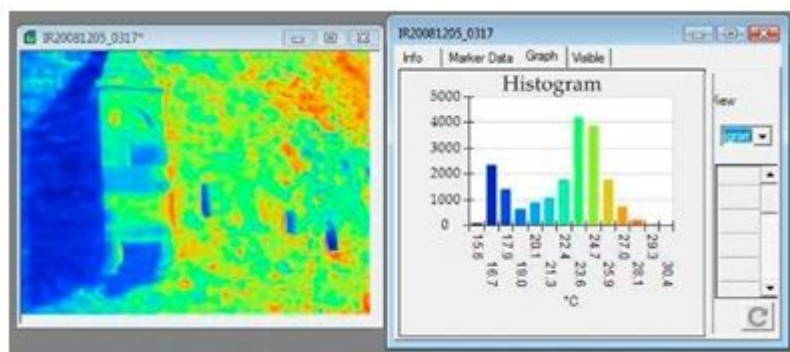 IR20081205_0317*
IR20081205_0317
Info Marker Data Graph Visible
Histogram
5000
4000
3000
2000
1000
0
15.6
16.7
17.9
19.0
20.1
21.3
22.4
23.6
24.7
25.9
27.0
28.1
29.3
30.4
°C
iew
gram